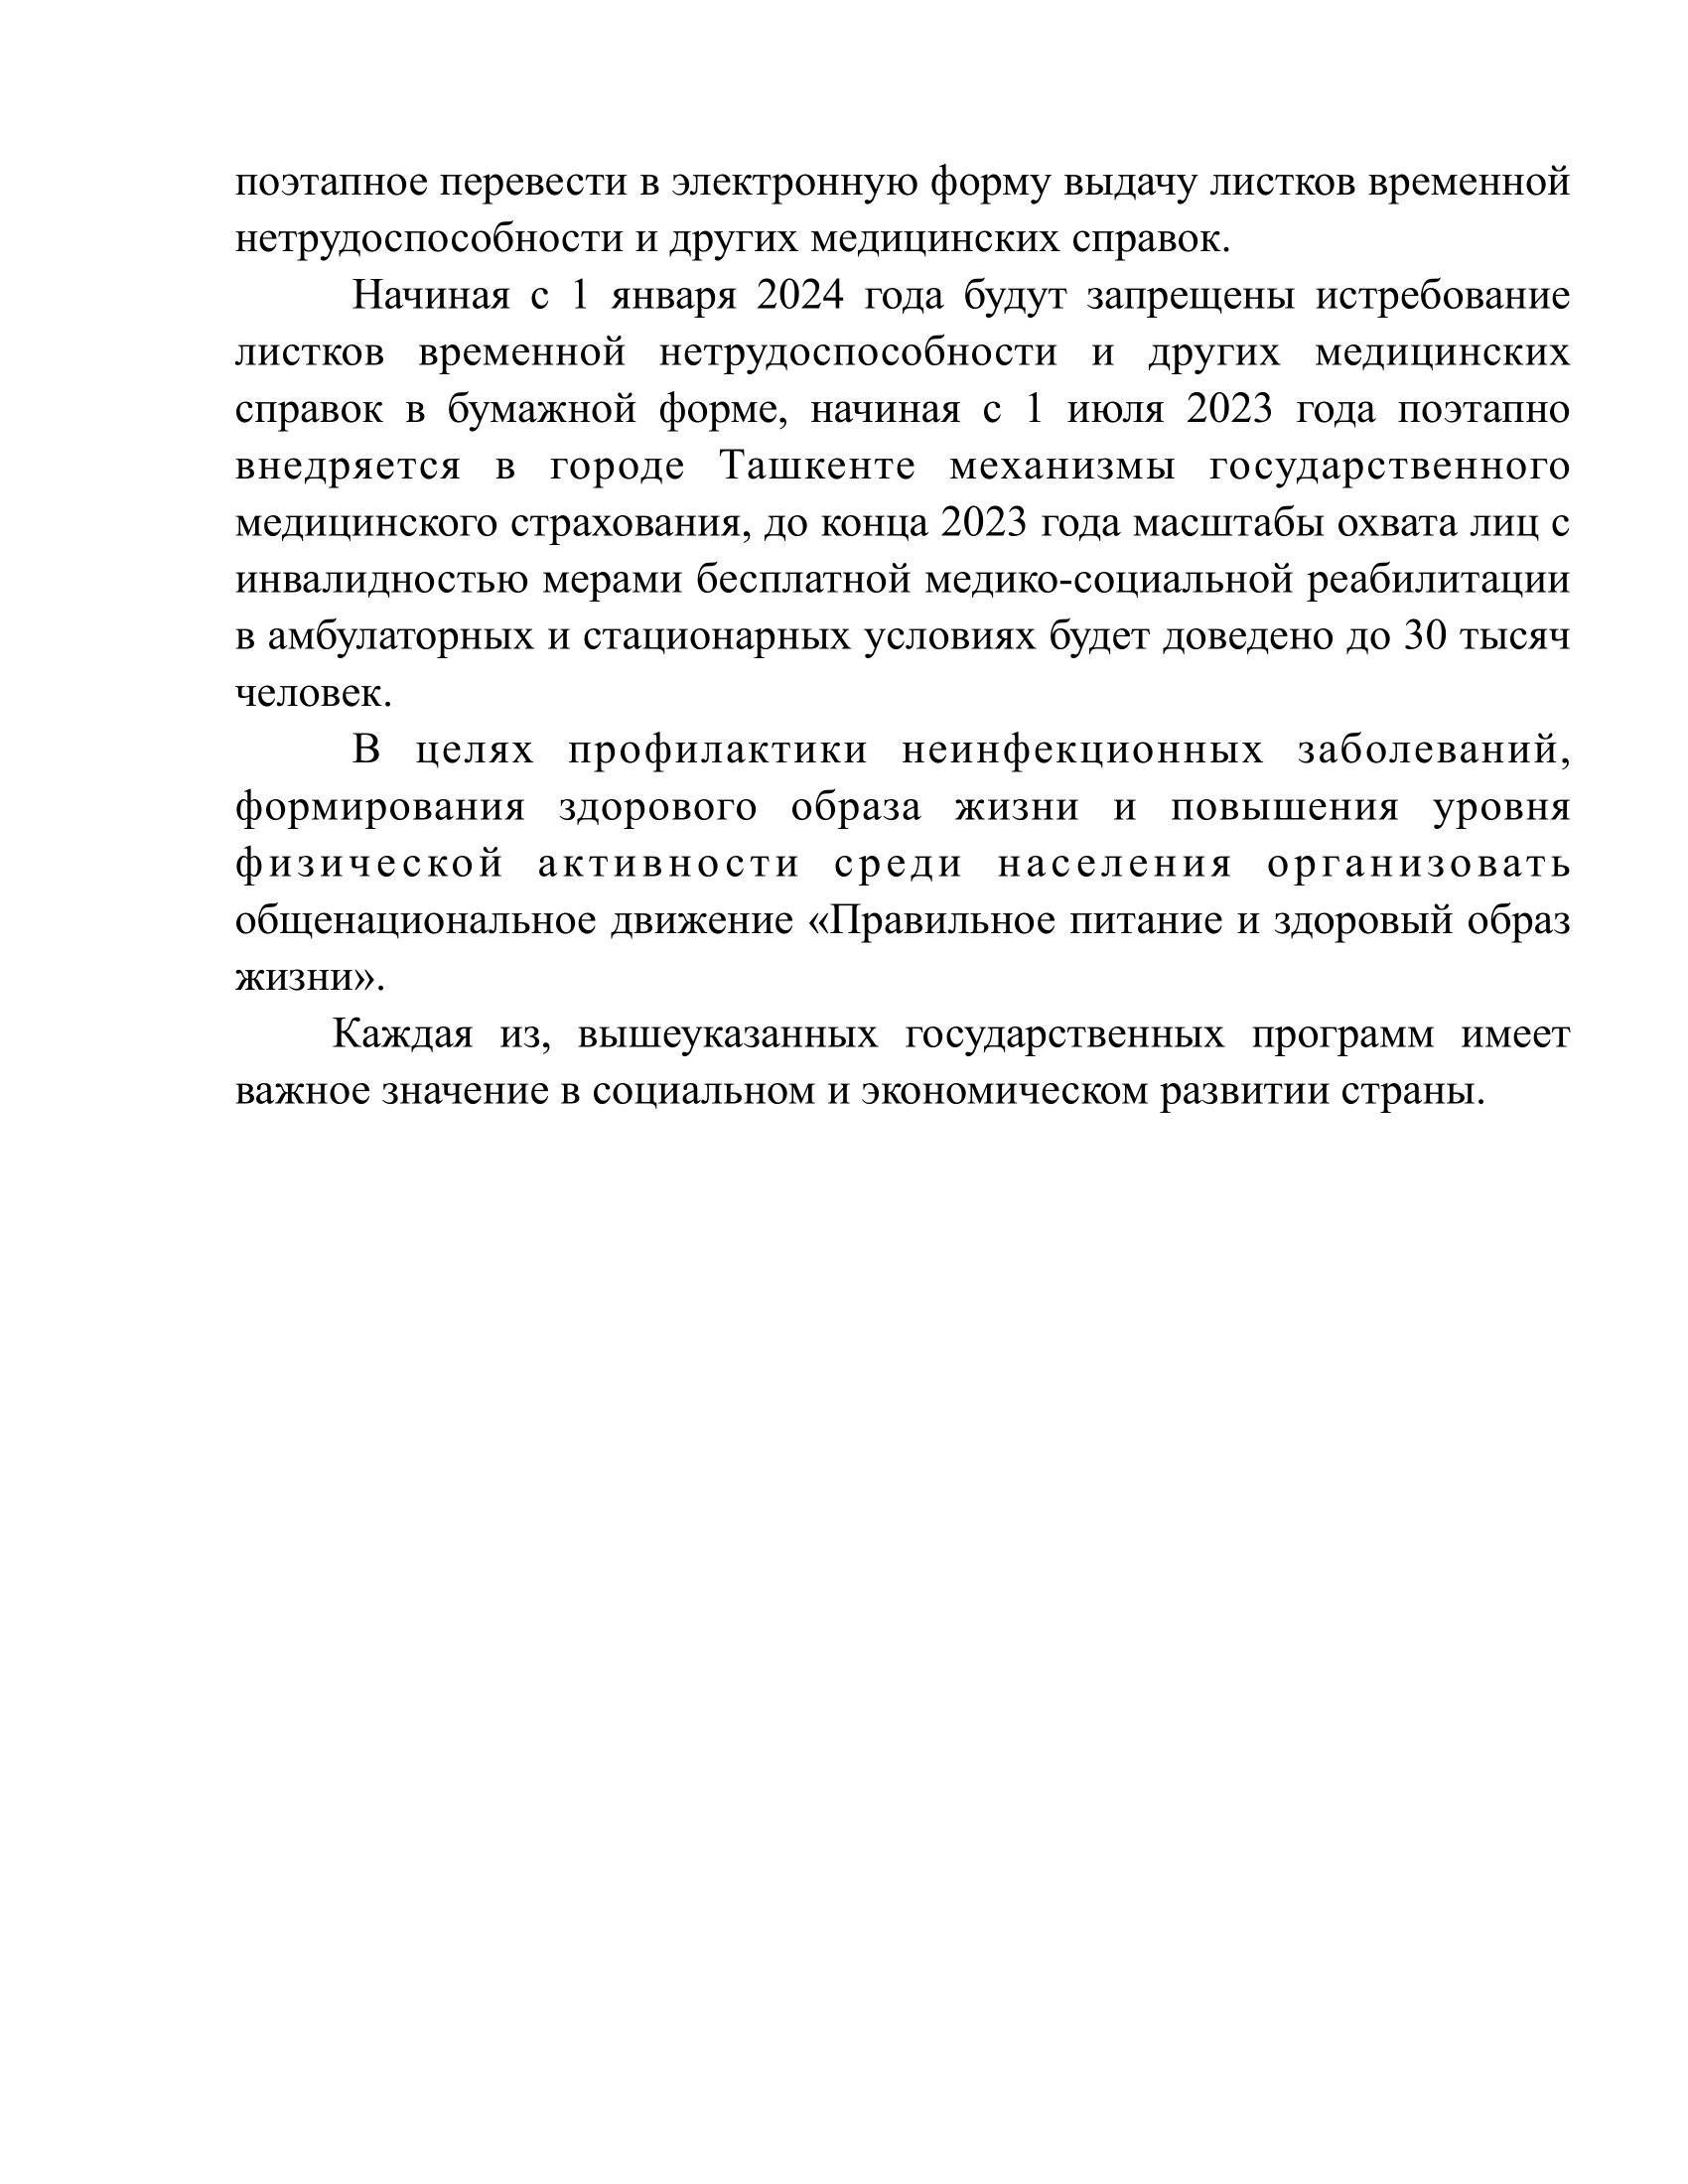 поэтапное перевести в электронную форму выдачу листков временной
нетрудоспособности и других медицинских справок.
Начиная с 1 января 2024 года будут запрещены истребование
листков временной нетрудоспособности и других медицинских
справок в бумажной форме, начиная с 1 июля 2023 года поэтапно
внедряется в городе Ташкенте механизмы государственного
медицинского страхования, до конца 2023 года масштабы охвата лиц с
инвалидностью мерами бесплатной медико-социальной реабилитации
в амбулаторных и стационарных условиях будет доведено до 30 тысяч
человек.
В целях профилактики неинфекционных заболеваний,
формирования здорового образа жизни и повышения уровня
физической активности среди населения организовать
общенациональное движение «Правильное питание и здоровый образ
жизни».
Каждая из, вышеуказанных государственных программ имеет
важное значение в социальном и экономическом развитии страны.